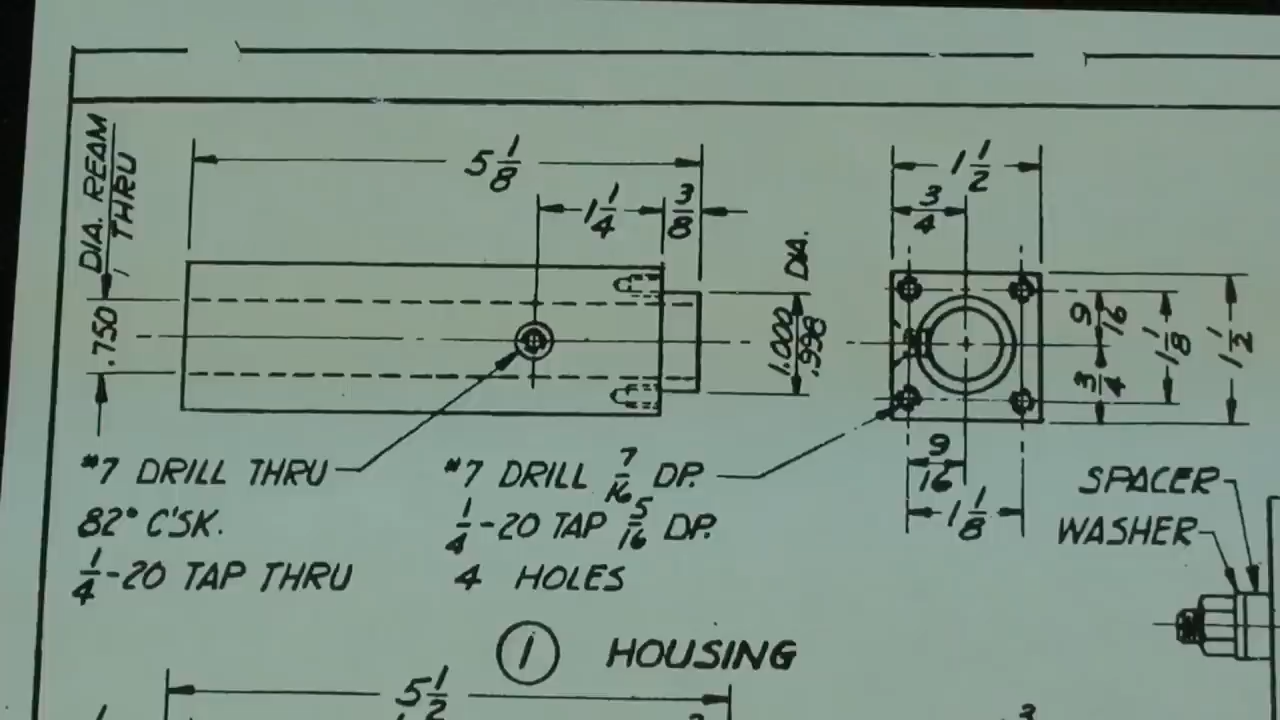 DIA. REAM
THRU
.750
5 1/8
1 1/4
3/8
1.000
.998
DIA.
1 1/2
3/4
9/16
3/4
1 1/8
1 1/2
9/16
1 1/8
#7 DRILL THRU
82° C'SK.
1/4-20 TAP THRU
#7 DRILL 7/16 DP.
1/4-20 TAP 5/16 DP.
4 HOLES
SPACER
WASHER
1 HOUSING
5 1/2